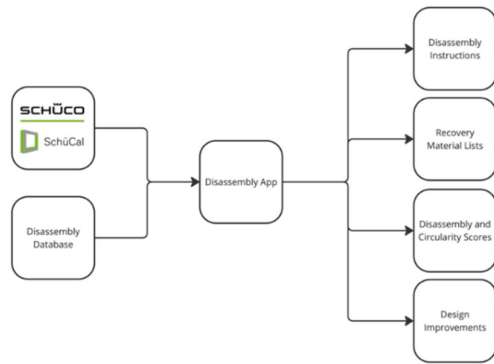 SCHÜCO
SchüCal
Disassembly
Database
Disassembly App
Disassembly
Instructions
Recovery
Material Lists
Disassembly and
Circularity Scores
Design
Improvements